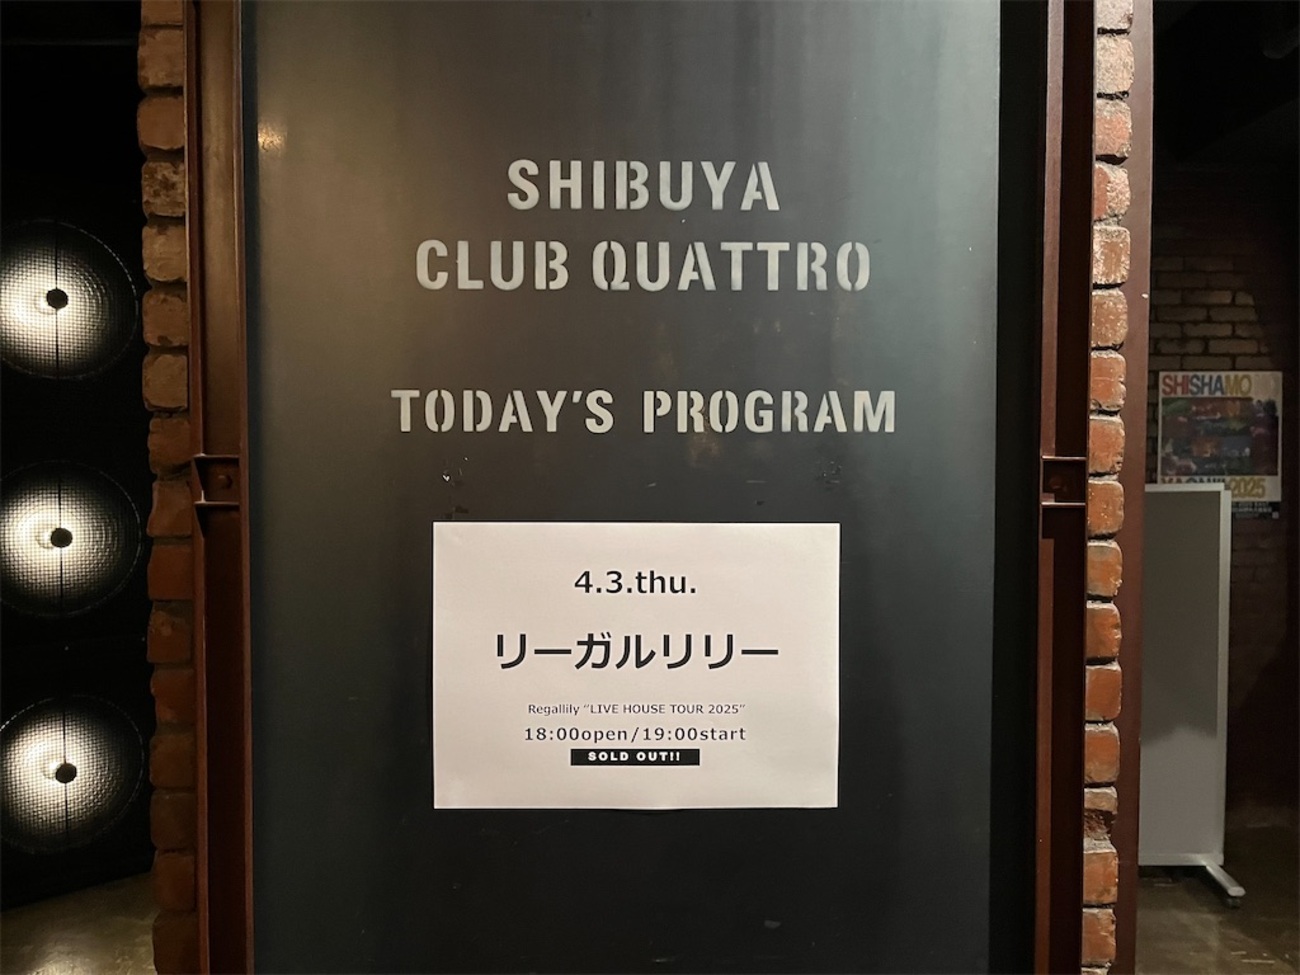 SHIBUYA
CLUB QUATTRO
TODAY'S PROGRAM
4.3.thu.
リーガルリリー
Regallily “LIVE HOUSE TOUR 2025”
18:00open/19:00start
SOLD OUT!!
SHISHAMO
2025